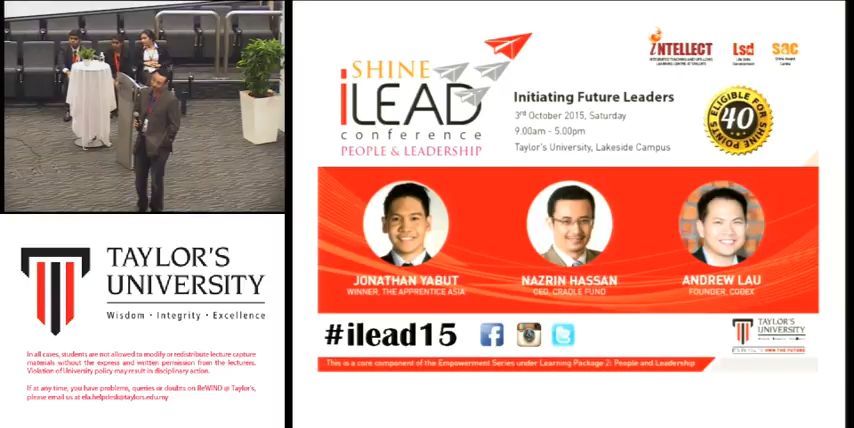 TAYLOR'S
UNIVERSITY
Wisdom · Integrity · Excellence
In all cases, students are not allowed to modify or redistribute lecture capture
materials without the express and written permission from the lecturers.
Violation of University policy may result in disciplinary action.
If at any time, you have problems, queries or doubts on ReWIND @ Taylor's,
please email us at ela.helpdesk@taylors.edu.my
SHINE
iLEAD
conference
PEOPLE & LEADERSHIP
iNTELLECT
Lsd
sac
Initiating Future Leaders
3rd October 2015, Saturday
9.00am - 5.00pm
Taylor's University, Lakeside Campus
ELIGIBLE FOR
40
SHINE POINTS
JONATHAN YABUT
WINNER, THE APPRENTICE ASIA
NAZRIN HASSAN
CEO, CRADLE FUND
ANDREW LAU
FOUNDER, CODEX
#ilead15
TAYLOR'S
UNIVERSITY
This is a core component of the Empowerment Series under Learning Package 2: People and Leadership